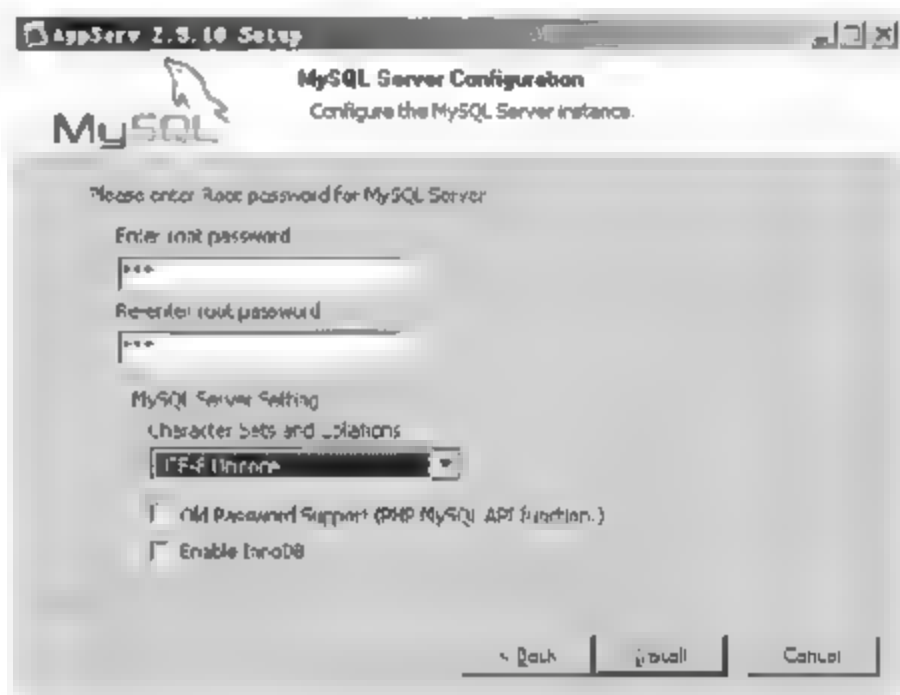 AppServ 2.5.10 Setup
MySQL Server Configuration
Configure the MySQL Server instance.
MySQL
Please enter Root password for MySQL Server
Enter root password
***
Re-enter root password
***
MySQL Server Setting
Character Sets and Collations
UTF-8 Unicode
Old Password Support (PHP MySQL API function.)
Enable InnoDB
< Back
Install
Cancel